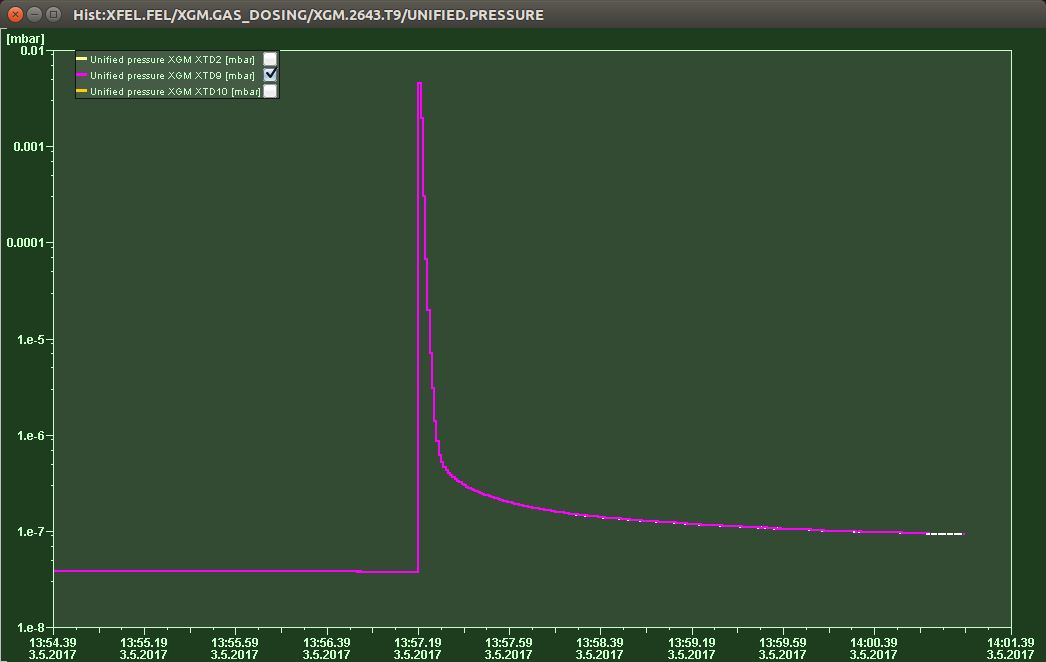 Hist:XFEL.FEL/XGM.GAS_DOSING/XGM.2643.T9/UNIFIED.PRESSURE
[mbar]
0.01
Unified pressure XGM XTD2 [mbar]
Unified pressure XGM XTD9 [mbar]
Unified pressure XGM XTD10 [mbar]
0.001
0.0001
1.e-5
1.e-6
1.e-7
1.e-8
13:54.39 13:55.19 13:55.59 13:56.39 13:57.19 13:57.59 13:58.39 13:59.19 13:59.59 14:00.39 14:01.39
3.5.2017 3.5.2017 3.5.2017 3.5.2017 3.5.2017 3.5.2017 3.5.2017 3.5.2017 3.5.2017 3.5.2017 3.5.2017